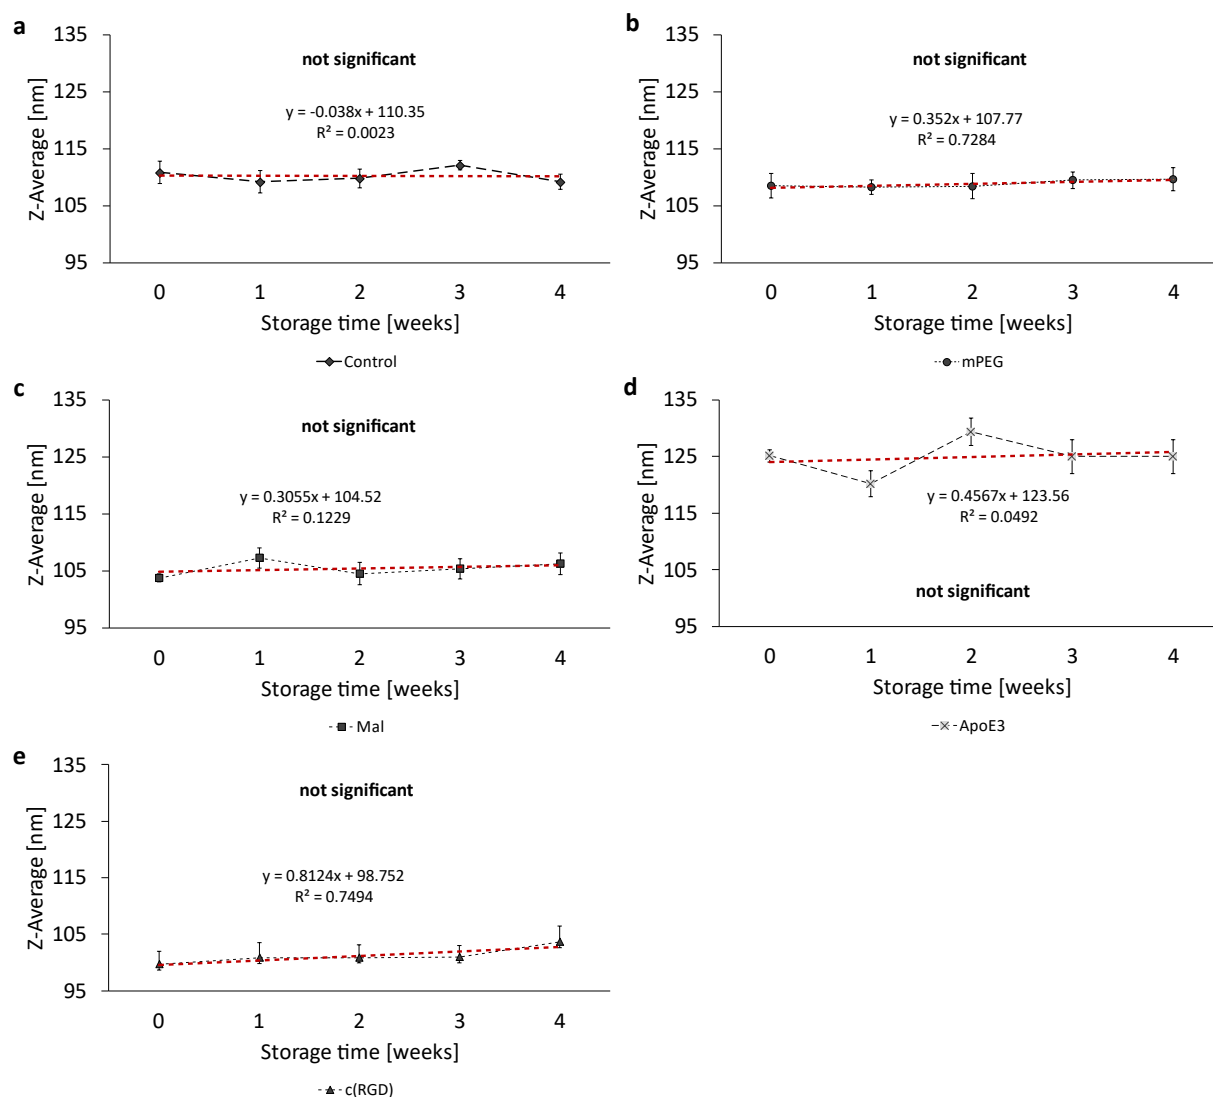 a
135
125
115
105
95
Z-Average [nm]
not significant
y = -0.038x + 110.35
R² = 0.0023
0 1 2 3 4
Storage time [weeks]
Control
b
135
125
115
105
95
Z-Average [nm]
not significant
y = 0.352x + 107.77
R² = 0.7284
0 1 2 3 4
Storage time [weeks]
mPEG
c
135
125
115
105
95
Z-Average [nm]
not significant
y = 0.3055x + 104.52
R² = 0.1229
0 1 2 3 4
Storage time [weeks]
Mal
d
135
125
115
105
95
Z-Average [nm]
y = 0.4567x + 123.56
R² = 0.0492
not significant
0 1 2 3 4
Storage time [weeks]
ApoE3
e
135
125
115
105
95
Z-Average [nm]
not significant
y = 0.8124x + 98.752
R² = 0.7494
0 1 2 3 4
Storage time [weeks]
c(RGD)